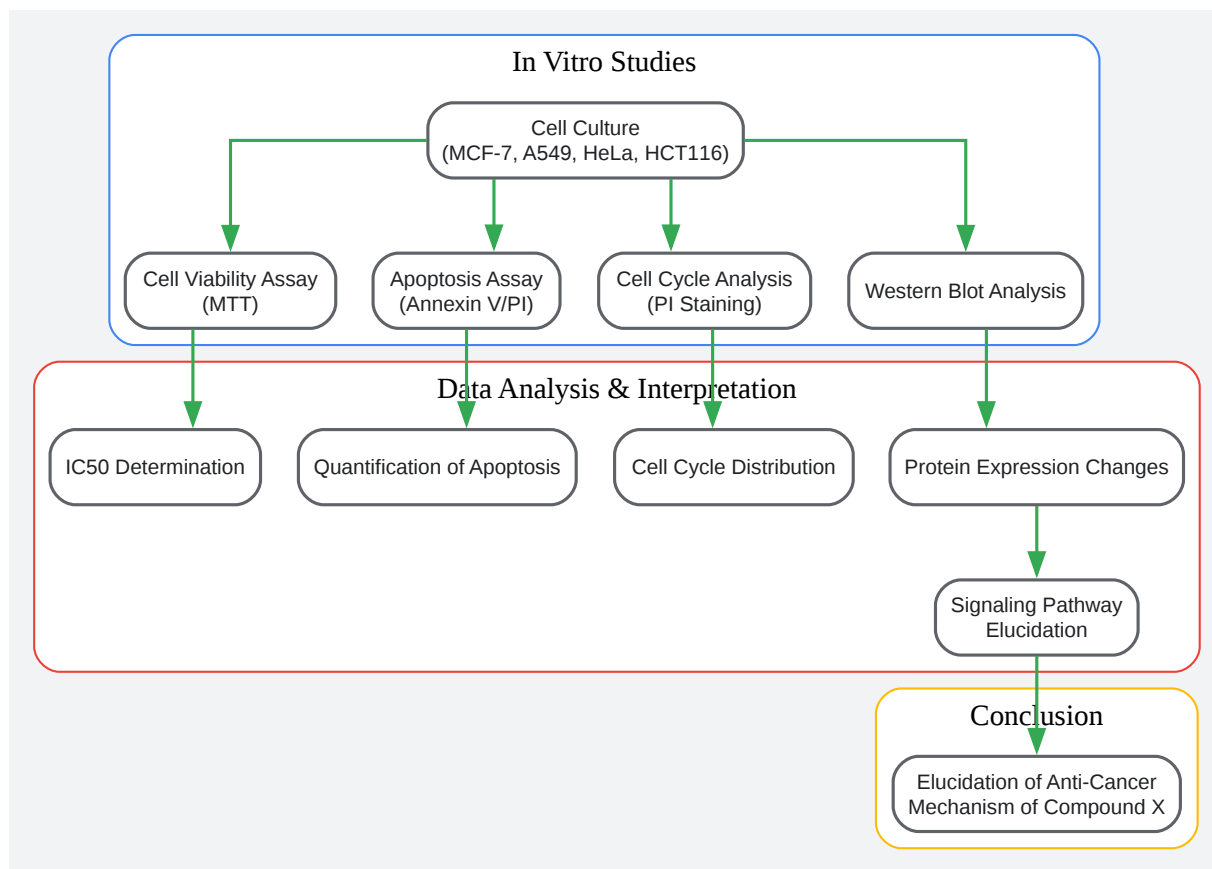 In Vitro Studies
Cell Culture
(MCF-7, A549, HeLa, HCT116)
Cell Viability Assay
(MTT)
Apoptosis Assay
(Annexin V/PI)
Cell Cycle Analysis
(PI Staining)
Western Blot Analysis
Data Analysis & Interpretation
IC50 Determination
Quantification of Apoptosis
Cell Cycle Distribution
Protein Expression Changes
Signaling Pathway
Elucidation
Conclusion
Elucidation of Anti-Cancer
Mechanism of Compound X